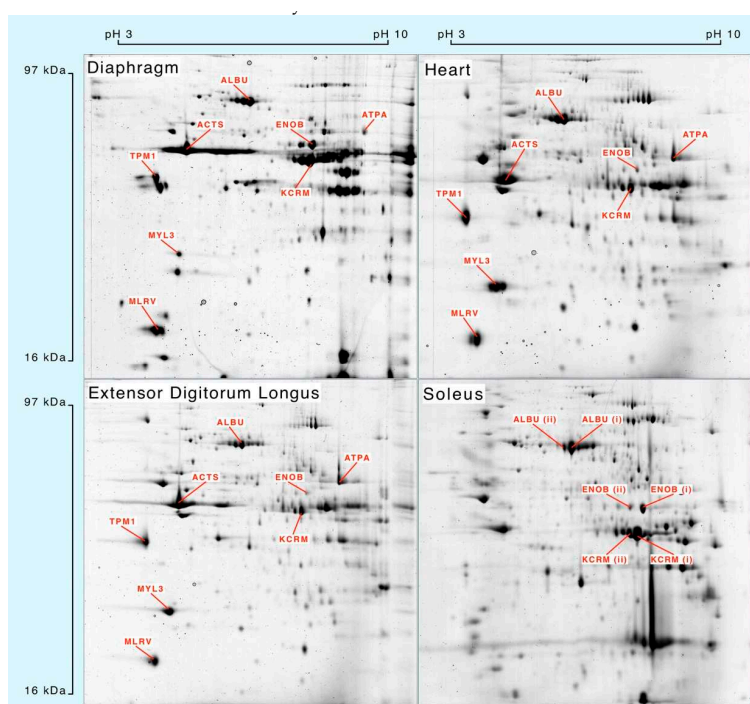 pH 3 pH 10 pH 3 pH 10
97 kDa
Diaphragm
ALBU
ACTS
ENOB
ATPA
TPM1
KCRM
MYL3
MLRV
16 kDa
Heart
ALBU
ATPA
ENOB
ACTS
KCRM
TPM1
MYL3
MLRV
97 kDa
Extensor Digitorum Longus
ALBU
ATPA
ACTS
ENOB
KCRM
TPM1
MYL3
MLRV
16 kDa
Soleus
ALBU (ii) ALBU (i)
ENOB (ii) ENOB (i)
KCRM (ii) KCRM (i)